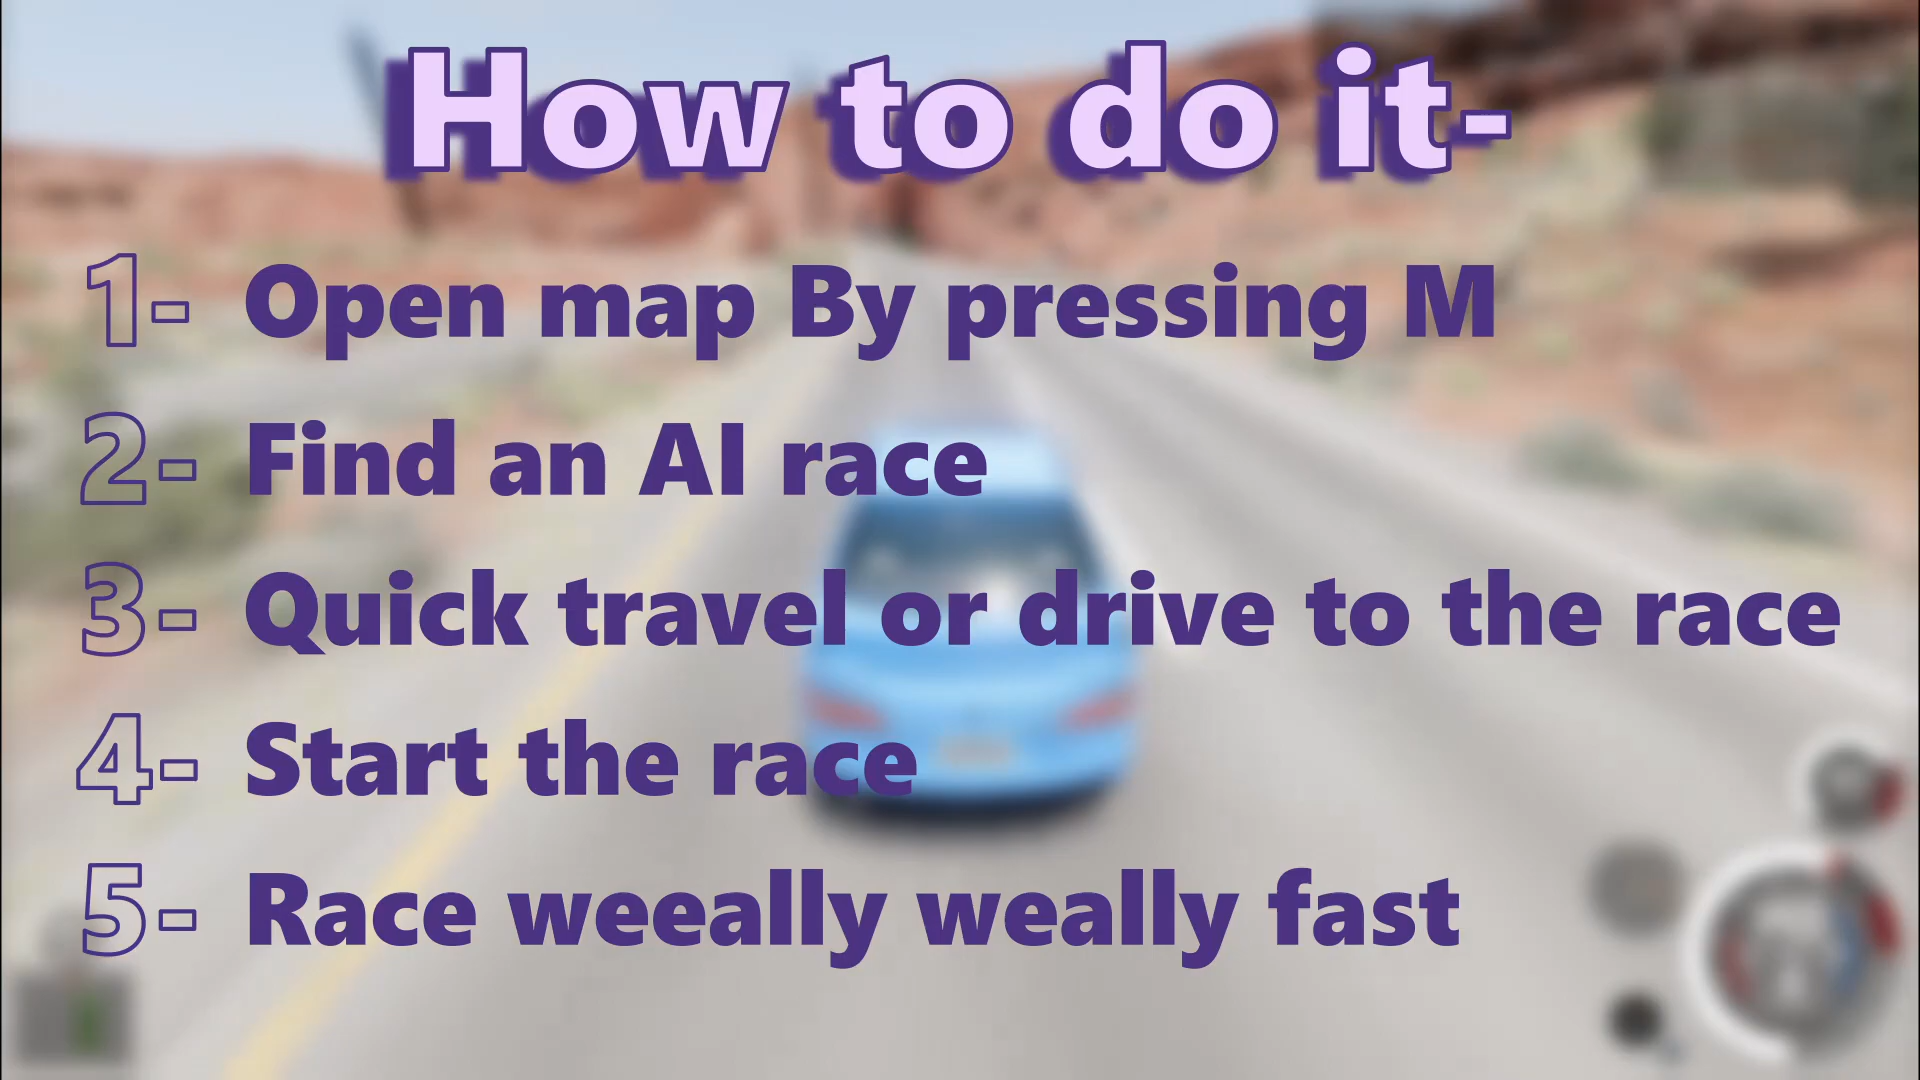 How to do it-
1- Open map By pressing M
2- Find an AI race
3- Quick travel or drive to the race
4- Start the race
5- Race weeally weally fast